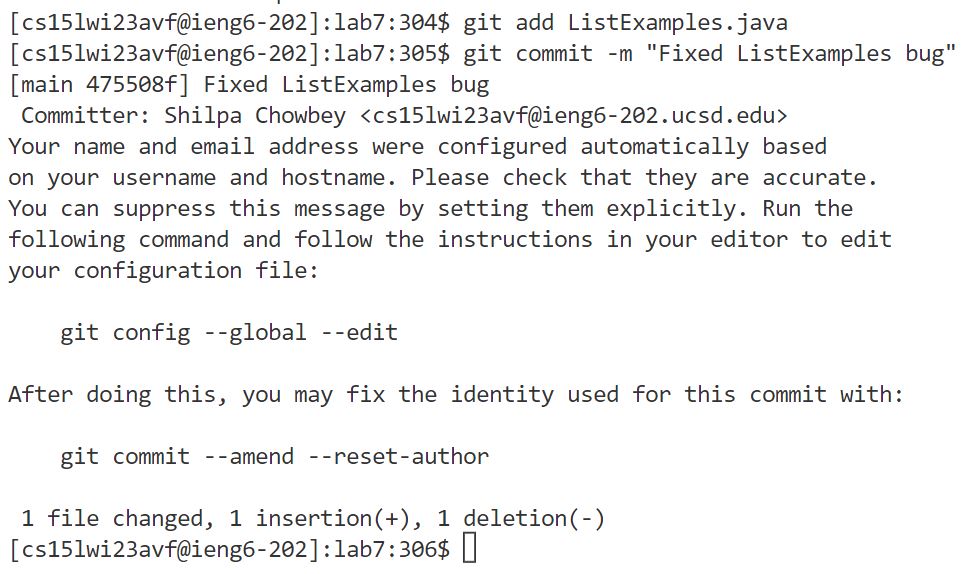 [cs15lwi23avf@ieng6-202]:lab7:304$ git add ListExamples.java
[cs15lwi23avf@ieng6-202]:lab7:305$ git commit -m "Fixed ListExamples bug"
[main 475508f] Fixed ListExamples bug
 Committer: Shilpa Chowbey <cs15lwi23avf@ieng6-202.ucsd.edu>
Your name and email address were configured automatically based
on your username and hostname. Please check that they are accurate.
You can suppress this message by setting them explicitly. Run the
following command and follow the instructions in your editor to edit
your configuration file:

    git config --global --edit

After doing this, you may fix the identity used for this commit with:

    git commit --amend --reset-author

 1 file changed, 1 insertion(+), 1 deletion(-)
[cs15lwi23avf@ieng6-202]:lab7:306$